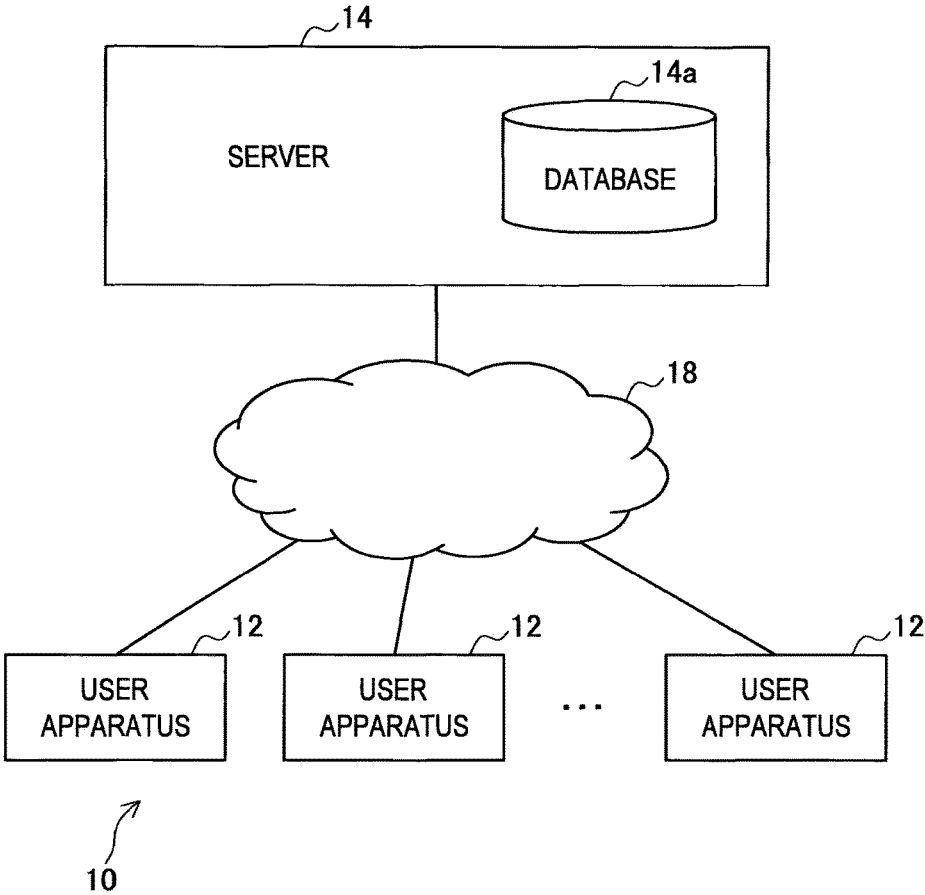 14
14a
SERVER
DATABASE
18
12
12
12
USER
APPARATUS
USER
APPARATUS
...
USER
APPARATUS
10